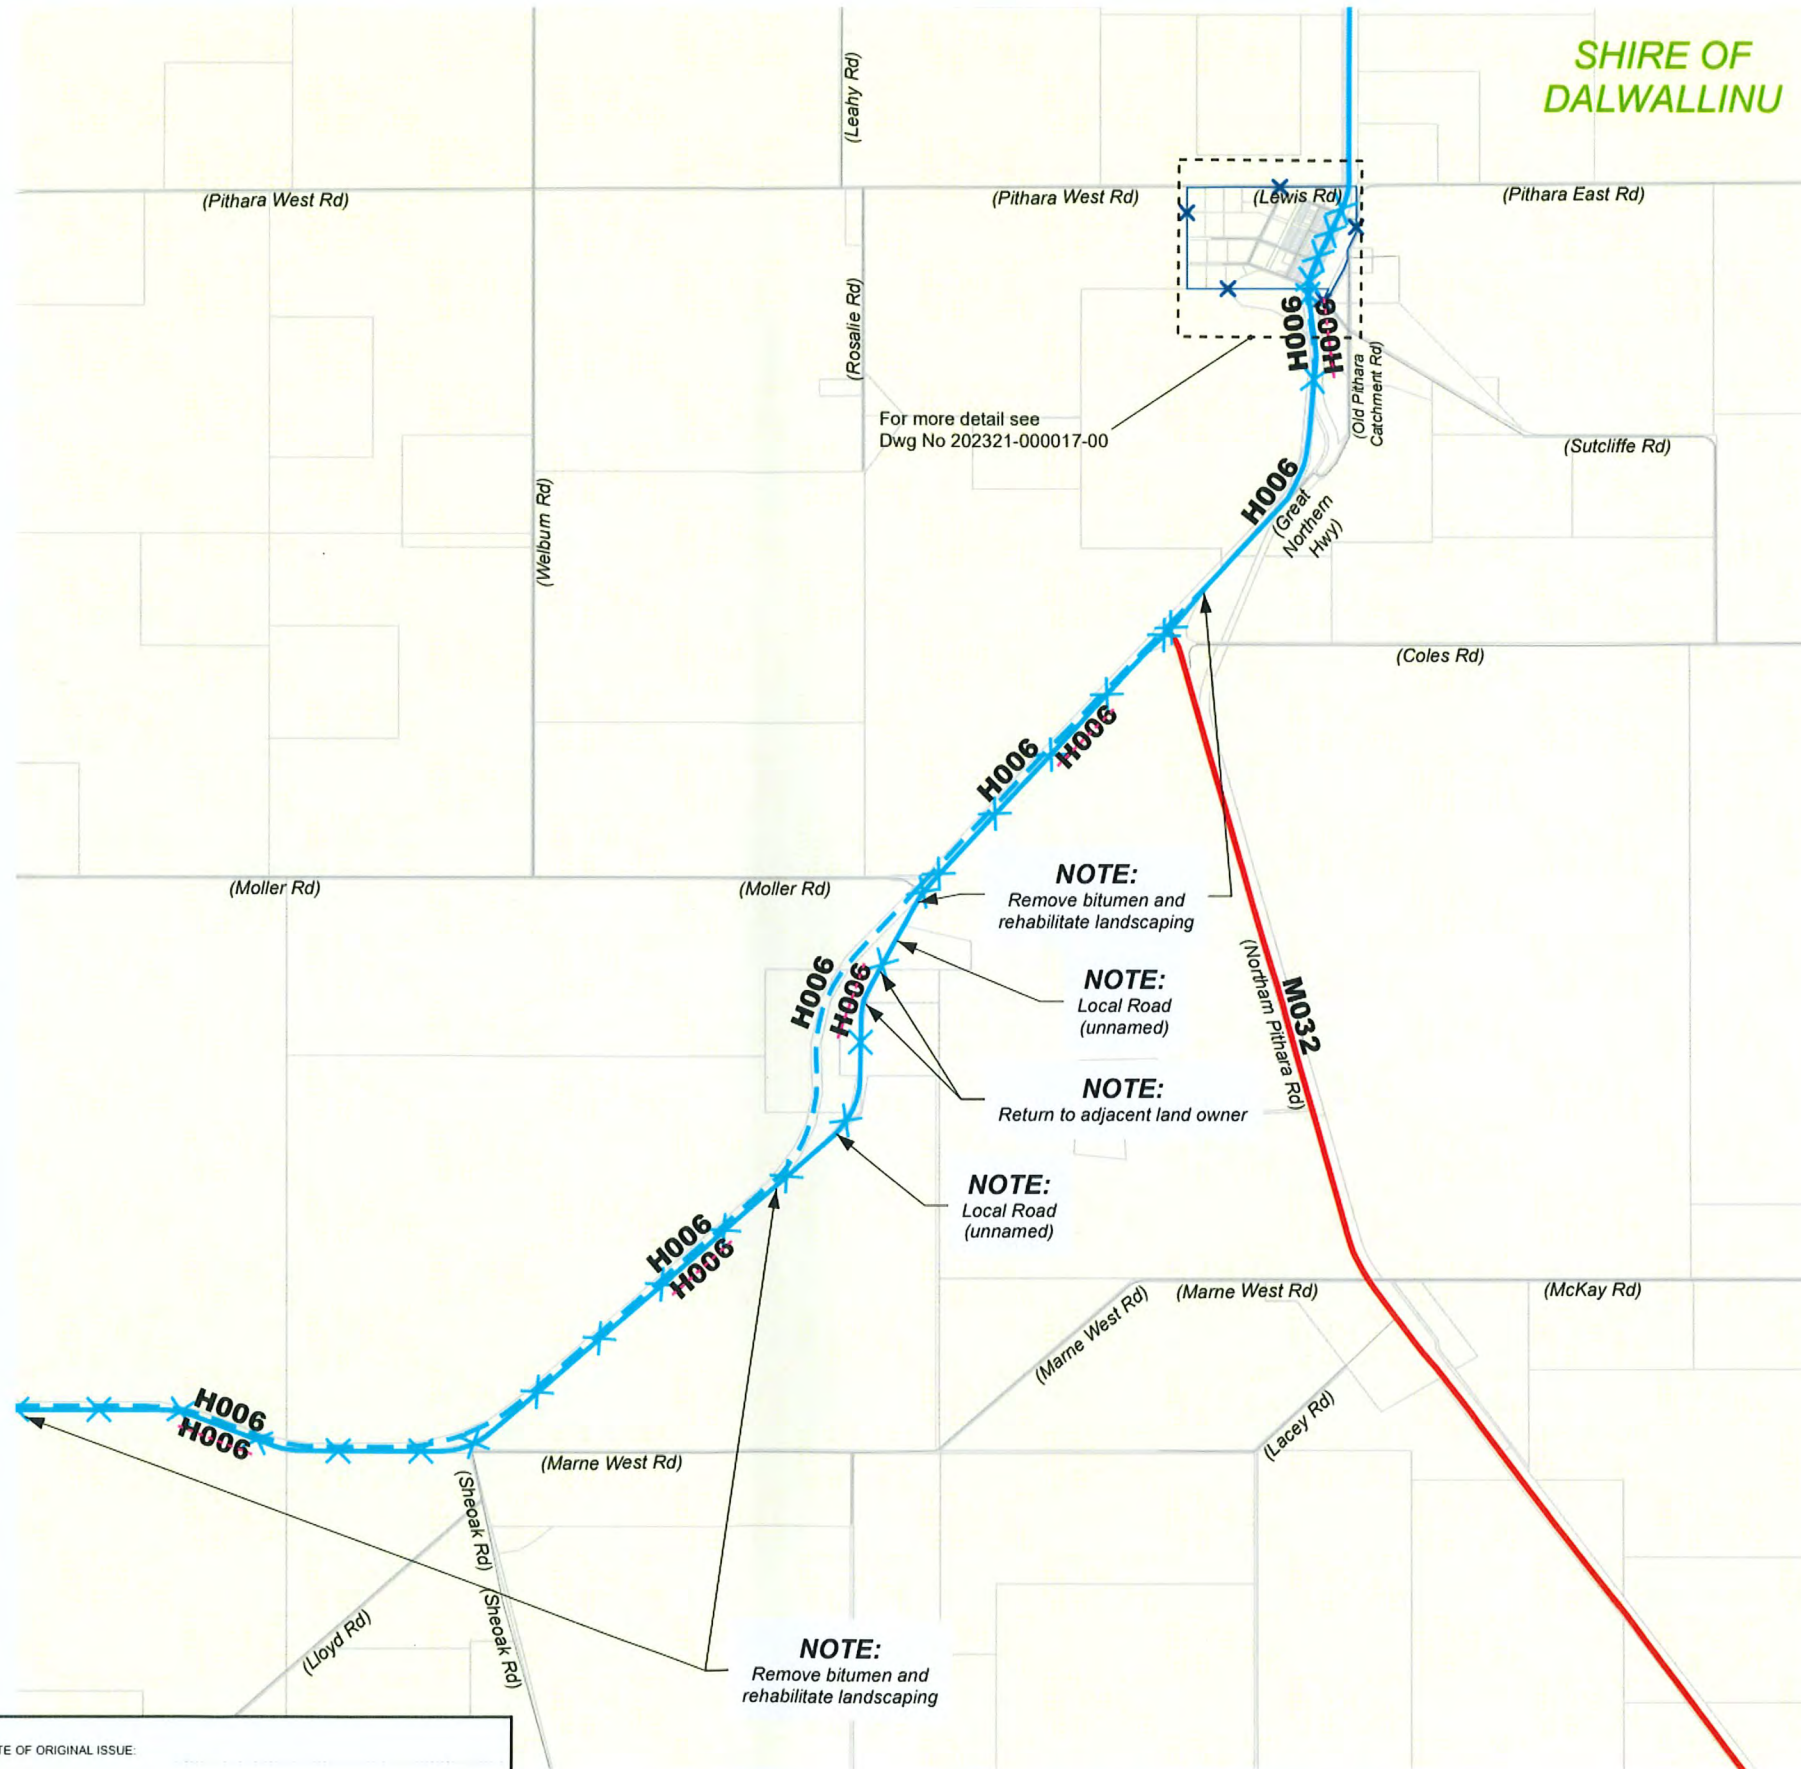 SHIRE OF
DALWALLINU
(Leahy Rd)
(Pithara West Rd)
(Pithara West Rd)
(Lewis Rd)
(Pithara East Rd)
(Rosalie Rd)
H006
H006
(Old Pithara
Catchment Rd)
For more detail see
Dwg No 202321-000017-00
(Sutcliffe Rd)
(Welburn Rd)
H006
(Great
Northern
Hwy)
(Coles Rd)
H006
H006
(Moller Rd)
(Moller Rd)
NOTE:
Remove bitumen and
rehabilitate landscaping
H006
H006
NOTE:
Local Road
(unnamed)
(Northam Pithara Rd)
M032
NOTE:
Return to adjacent land owner
NOTE:
Local Road
(unnamed)
H006
H006
(Marne West Rd)
(Marne West Rd)
(McKay Rd)
H006
H006
(Marne West Rd)
(Lacey Rd)
(Sheoak Rd)
(Sheoak Rd)
(Lloyd Rd)
NOTE:
Remove bitumen and
rehabilitate landscaping
TE OF ORIGINAL ISSUE: